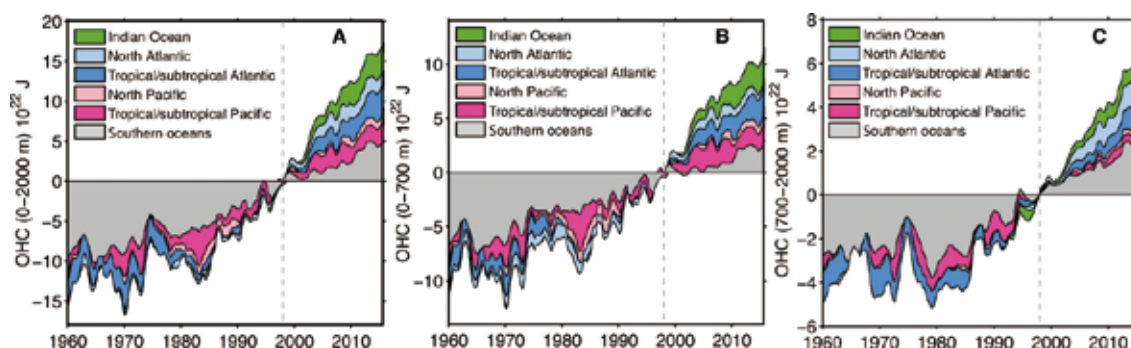 A
Indian Ocean
North Atlantic
Tropical/subtropical Atlantic
North Pacific
Tropical/subtropical Pacific
Southern oceans
OHC (0–2000 m) 10²² J
20
15
10
5
0
−5
−10
−15
1960 1970 1980 1990 2000 2010
B
Indian Ocean
North Atlantic
Tropical/subtropical Atlantic
North Pacific
Tropical/subtropical Pacific
Southern oceans
OHC (0–700 m) 10²² J
10
5
0
−5
−10
1960 1970 1980 1990 2000 2010
C
Indian Ocean
North Atlantic
Tropical/subtropical Atlantic
North Pacific
Tropical/subtropical Pacific
Southern oceans
OHC (700–2000 m) 10²² J
8
6
4
2
0
−2
−4
−6
1960 1970 1980 1990 2000 2010